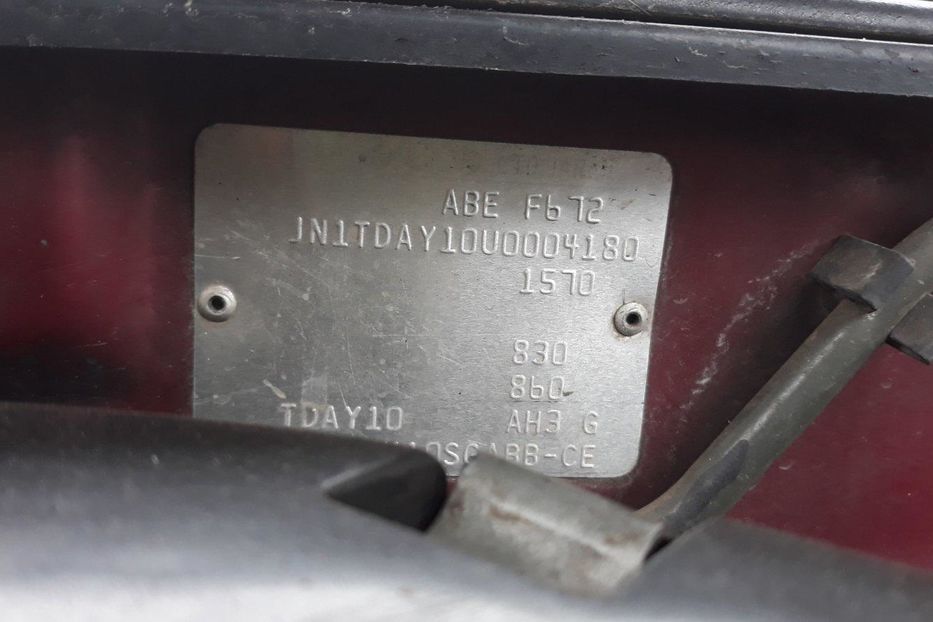 ABE F672
JN1TDAY10U0004180
1570
830
860
TDAY10 AH3 G